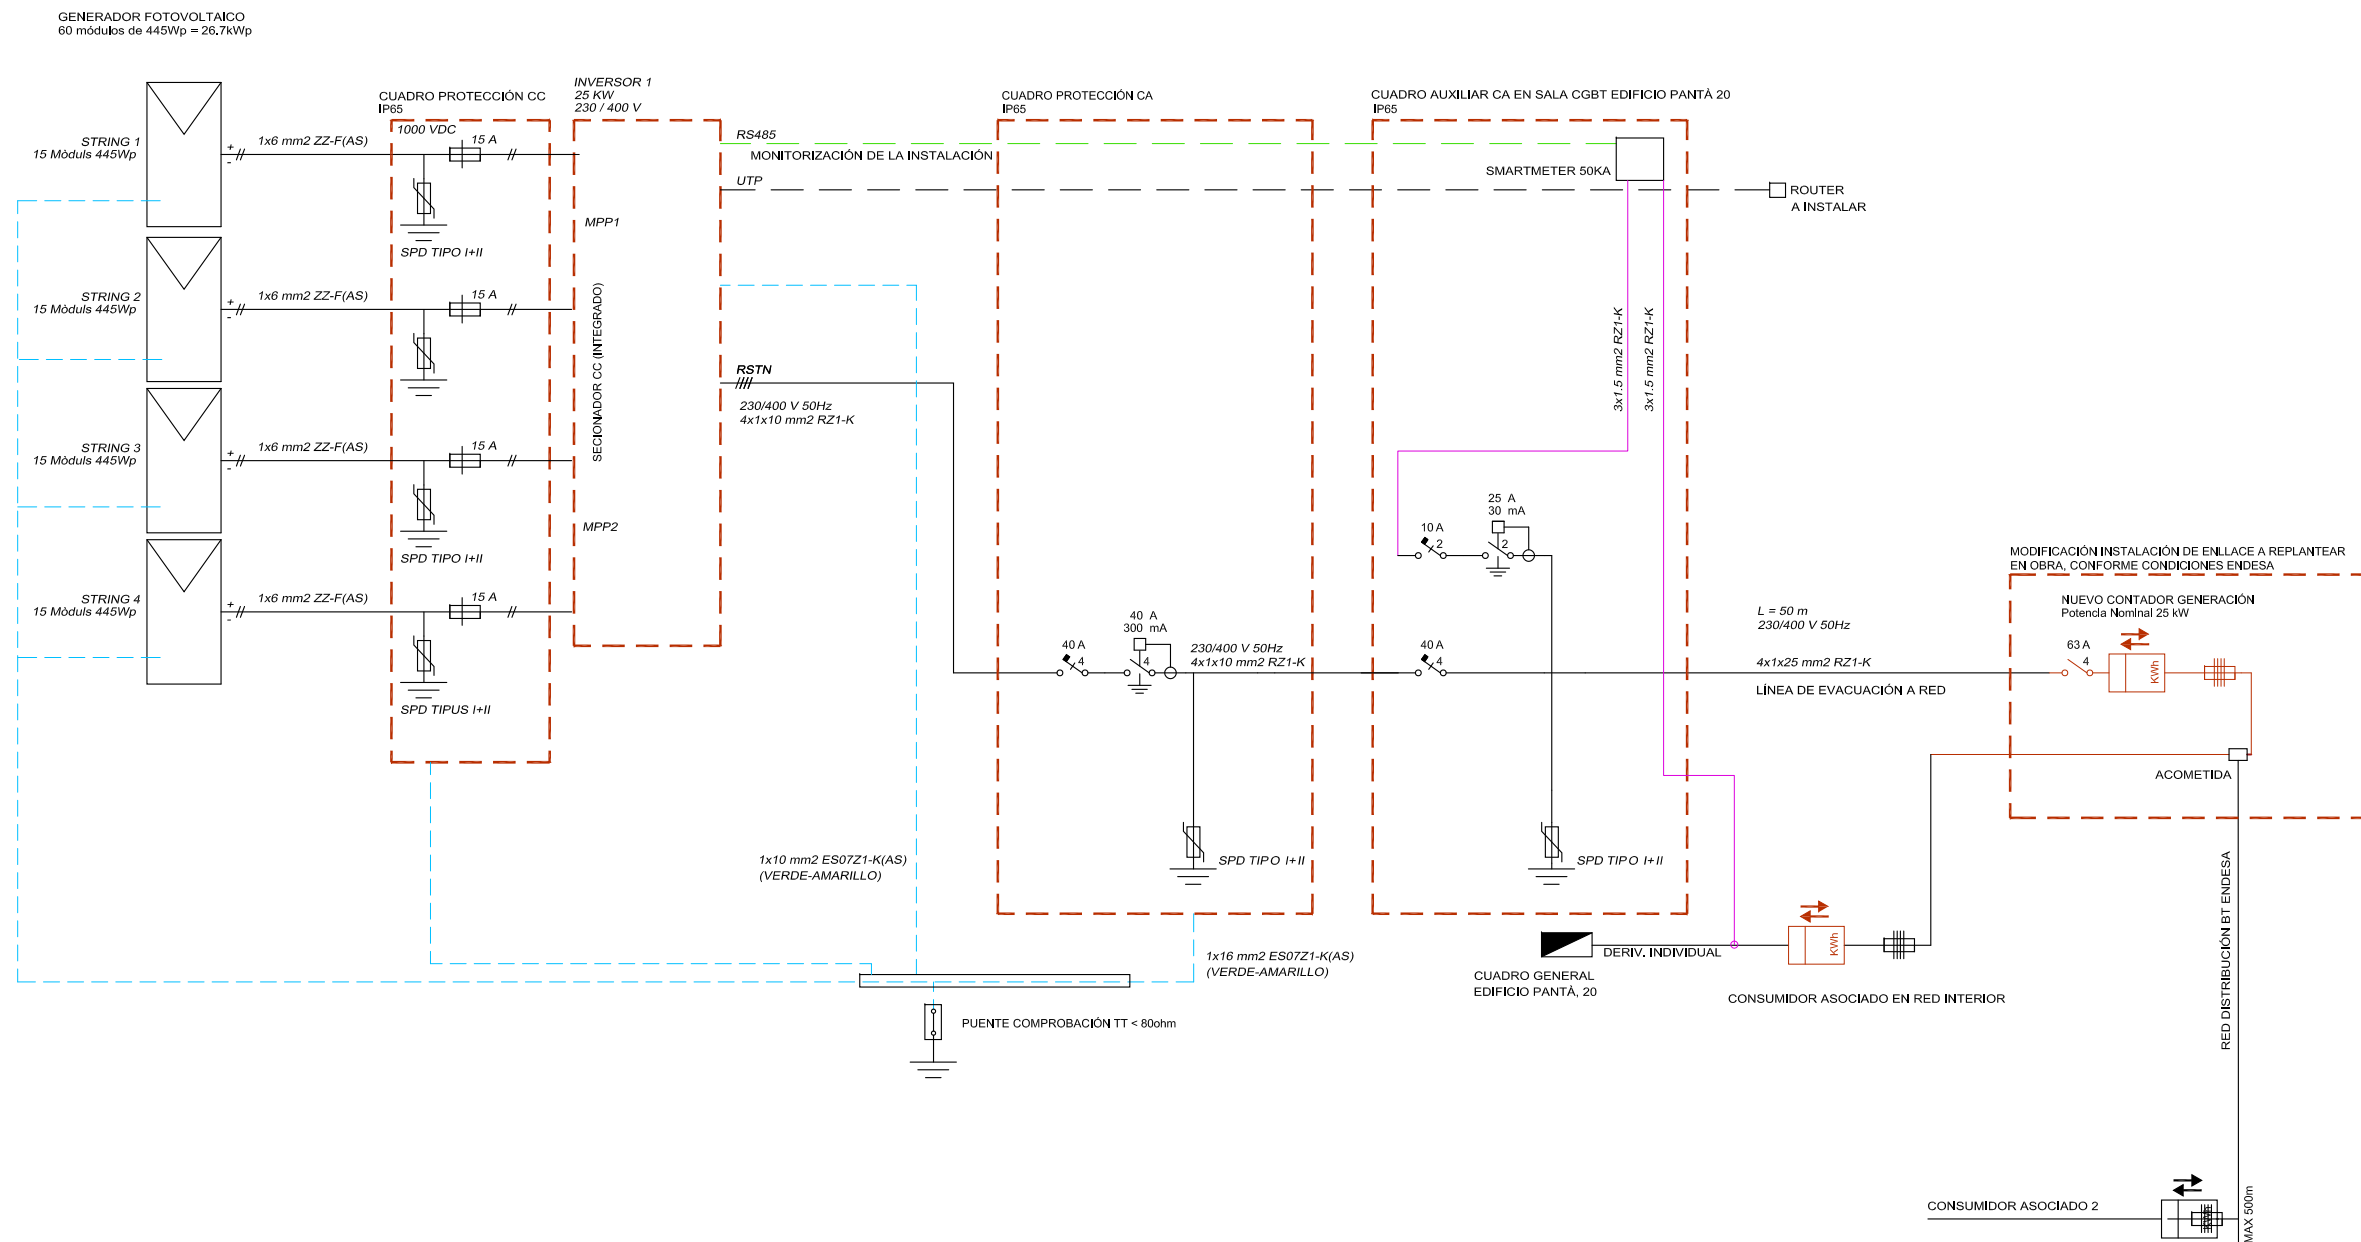 GENERADOR FOTOVOLTAICO
60 módulos de 445Wp = 26.7kWp
STRING 1
15 Mòduls 445Wp
+
-
1x6 mm2 ZZ-F(AS)
STRING 2
15 Mòduls 445Wp
+
-
1x6 mm2 ZZ-F(AS)
STRING 3
15 Mòduls 445Wp
+
-
1x6 mm2 ZZ-F(AS)
STRING 4
15 Mòduls 445Wp
+
-
1x6 mm2 ZZ-F(AS)
CUADRO PROTECCIÓN CC
IP65
1000 VDC
15 A
SPD TIPO I+II
15 A
15 A
SPD TIPO I+II
15 A
SPD TIPUS I+II
INVERSOR 1
25 KW
230 / 400 V
MPP1
SECIONADOR CC (INTEGRADO)
MPP2
RS485
MONITORIZACIÓN DE LA INSTALACIÓN
UTP
RSTN
230/400 V 50Hz
4x1x10 mm2 RZ1-K
1x10 mm2 ES07Z1-K(AS)
(VERDE-AMARILLO)
CUADRO PROTECCIÓN CA
IP65
40 A
4
40 A
300 mA
4
230/400 V 50Hz
4x1x10 mm2 RZ1-K
SPD TIPO I+II
1x16 mm2 ES07Z1-K(AS)
(VERDE-AMARILLO)
PUENTE COMPROBACIÓN TT < 80ohm
CUADRO AUXILIAR CA EN SALA CGBT EDIFICIO PANTÀ 20
IP65
SMARTMETER 50KA
ROUTER
A INSTALAR
3x1.5 mm2 RZ1-K
3x1.5 mm2 RZ1-K
10 A
2
25 A
30 mA
2
40 A
4
SPD TIPO I+II
L = 50 m
230/400 V 50Hz
4x1x25 mm2 RZ1-K
LÍNEA DE EVACUACIÓN A RED
MODIFICACIÓN INSTALACIÓN DE ENLLACE A REPLANTEAR
EN OBRA, CONFORME CONDICIONES ENDESA
NUEVO CONTADOR GENERACIÓN
Potencia Nominal 25 kW
63 A
4
KWh
ACOMETIDA
CUADRO GENERAL
EDIFICIO PANTÀ, 20
DERIV. INDIVIDUAL
KWh
CONSUMIDOR ASOCIADO EN RED INTERIOR
RED DISTRIBUCIÓN BT ENDESA
CONSUMIDOR ASOCIADO 2
KWh
MAX 500m